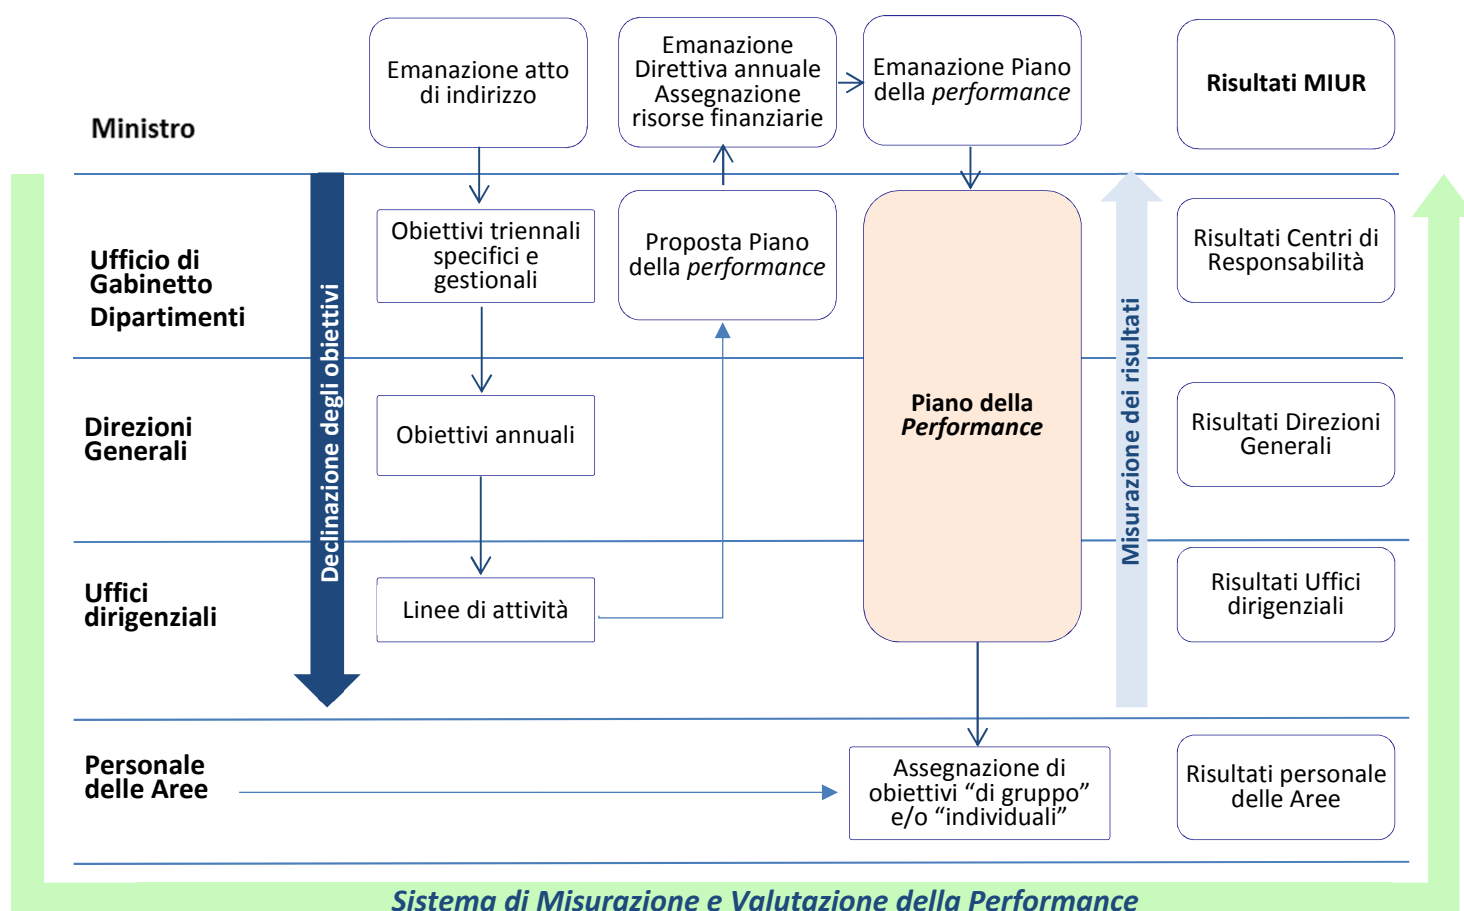 Ministro
Emanazione atto
di indirizzo
Emanazione
Direttiva annuale
Assegnazione
risorse finanziarie
Emanazione Piano
della performance
Risultati MIUR
Ufficio di
Gabinetto
Dipartimenti
Declinazione degli obiettivi
Obiettivi triennali
specifici e
gestionali
Proposta Piano
della performance
Piano della
Performance
Misurazione dei risultati
Risultati Centri di
Responsabilità
Direzioni
Generali
Obiettivi annuali
Risultati Direzioni
Generali
Uffici
dirigenziali
Linee di attività
Risultati Uffici
dirigenziali
Personale
delle Aree
Assegnazione di
obiettivi “di gruppo”
e/o “individuali”
Risultati personale
delle Aree
Sistema di Misurazione e Valutazione della Performance